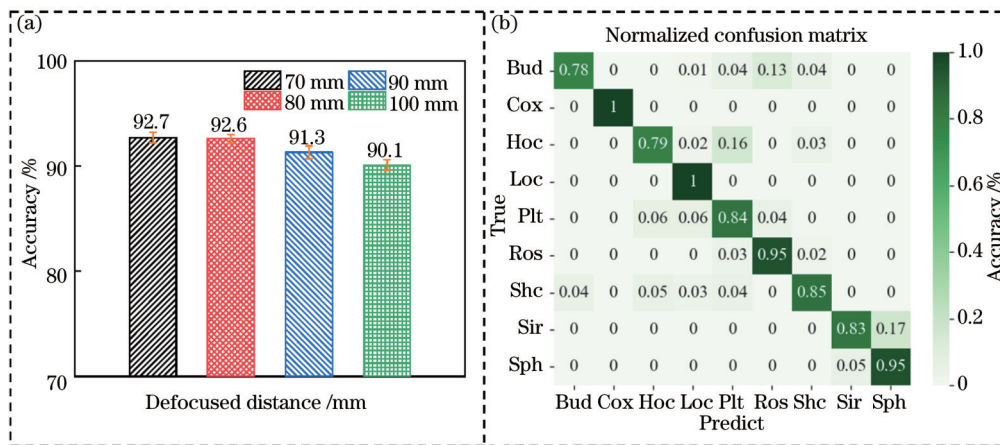 (a)
100
90
80
70
Accuracy /%
70 mm 90 mm
80 mm 100 mm
92.7 92.6 91.3 90.1
Defocused distance /mm
(b)
Normalized confusion matrix
Bud 0.78 0 0 0.01 0.04 0.13 0.04 0 0
Cox 0 1 0 0 0 0 0 0 0
Hoc 0 0 0.79 0.02 0.16 0 0.03 0 0
Loc 0 0 0 1 0 0 0 0 0
Plt 0 0 0.06 0.06 0.84 0.04 0 0 0
Ros 0 0 0 0 0.03 0.95 0.02 0 0
Shc 0.04 0 0.05 0.03 0.04 0 0.85 0 0
Sir 0 0 0 0 0 0 0 0.83 0.17
Sph 0 0 0 0 0 0 0 0.05 0.95
Bud Cox Hoc Loc Plt Ros Shc Sir Sph
Predict
True
1.0
0.8
0.6
0.4
0.2
0
Accuracy /%